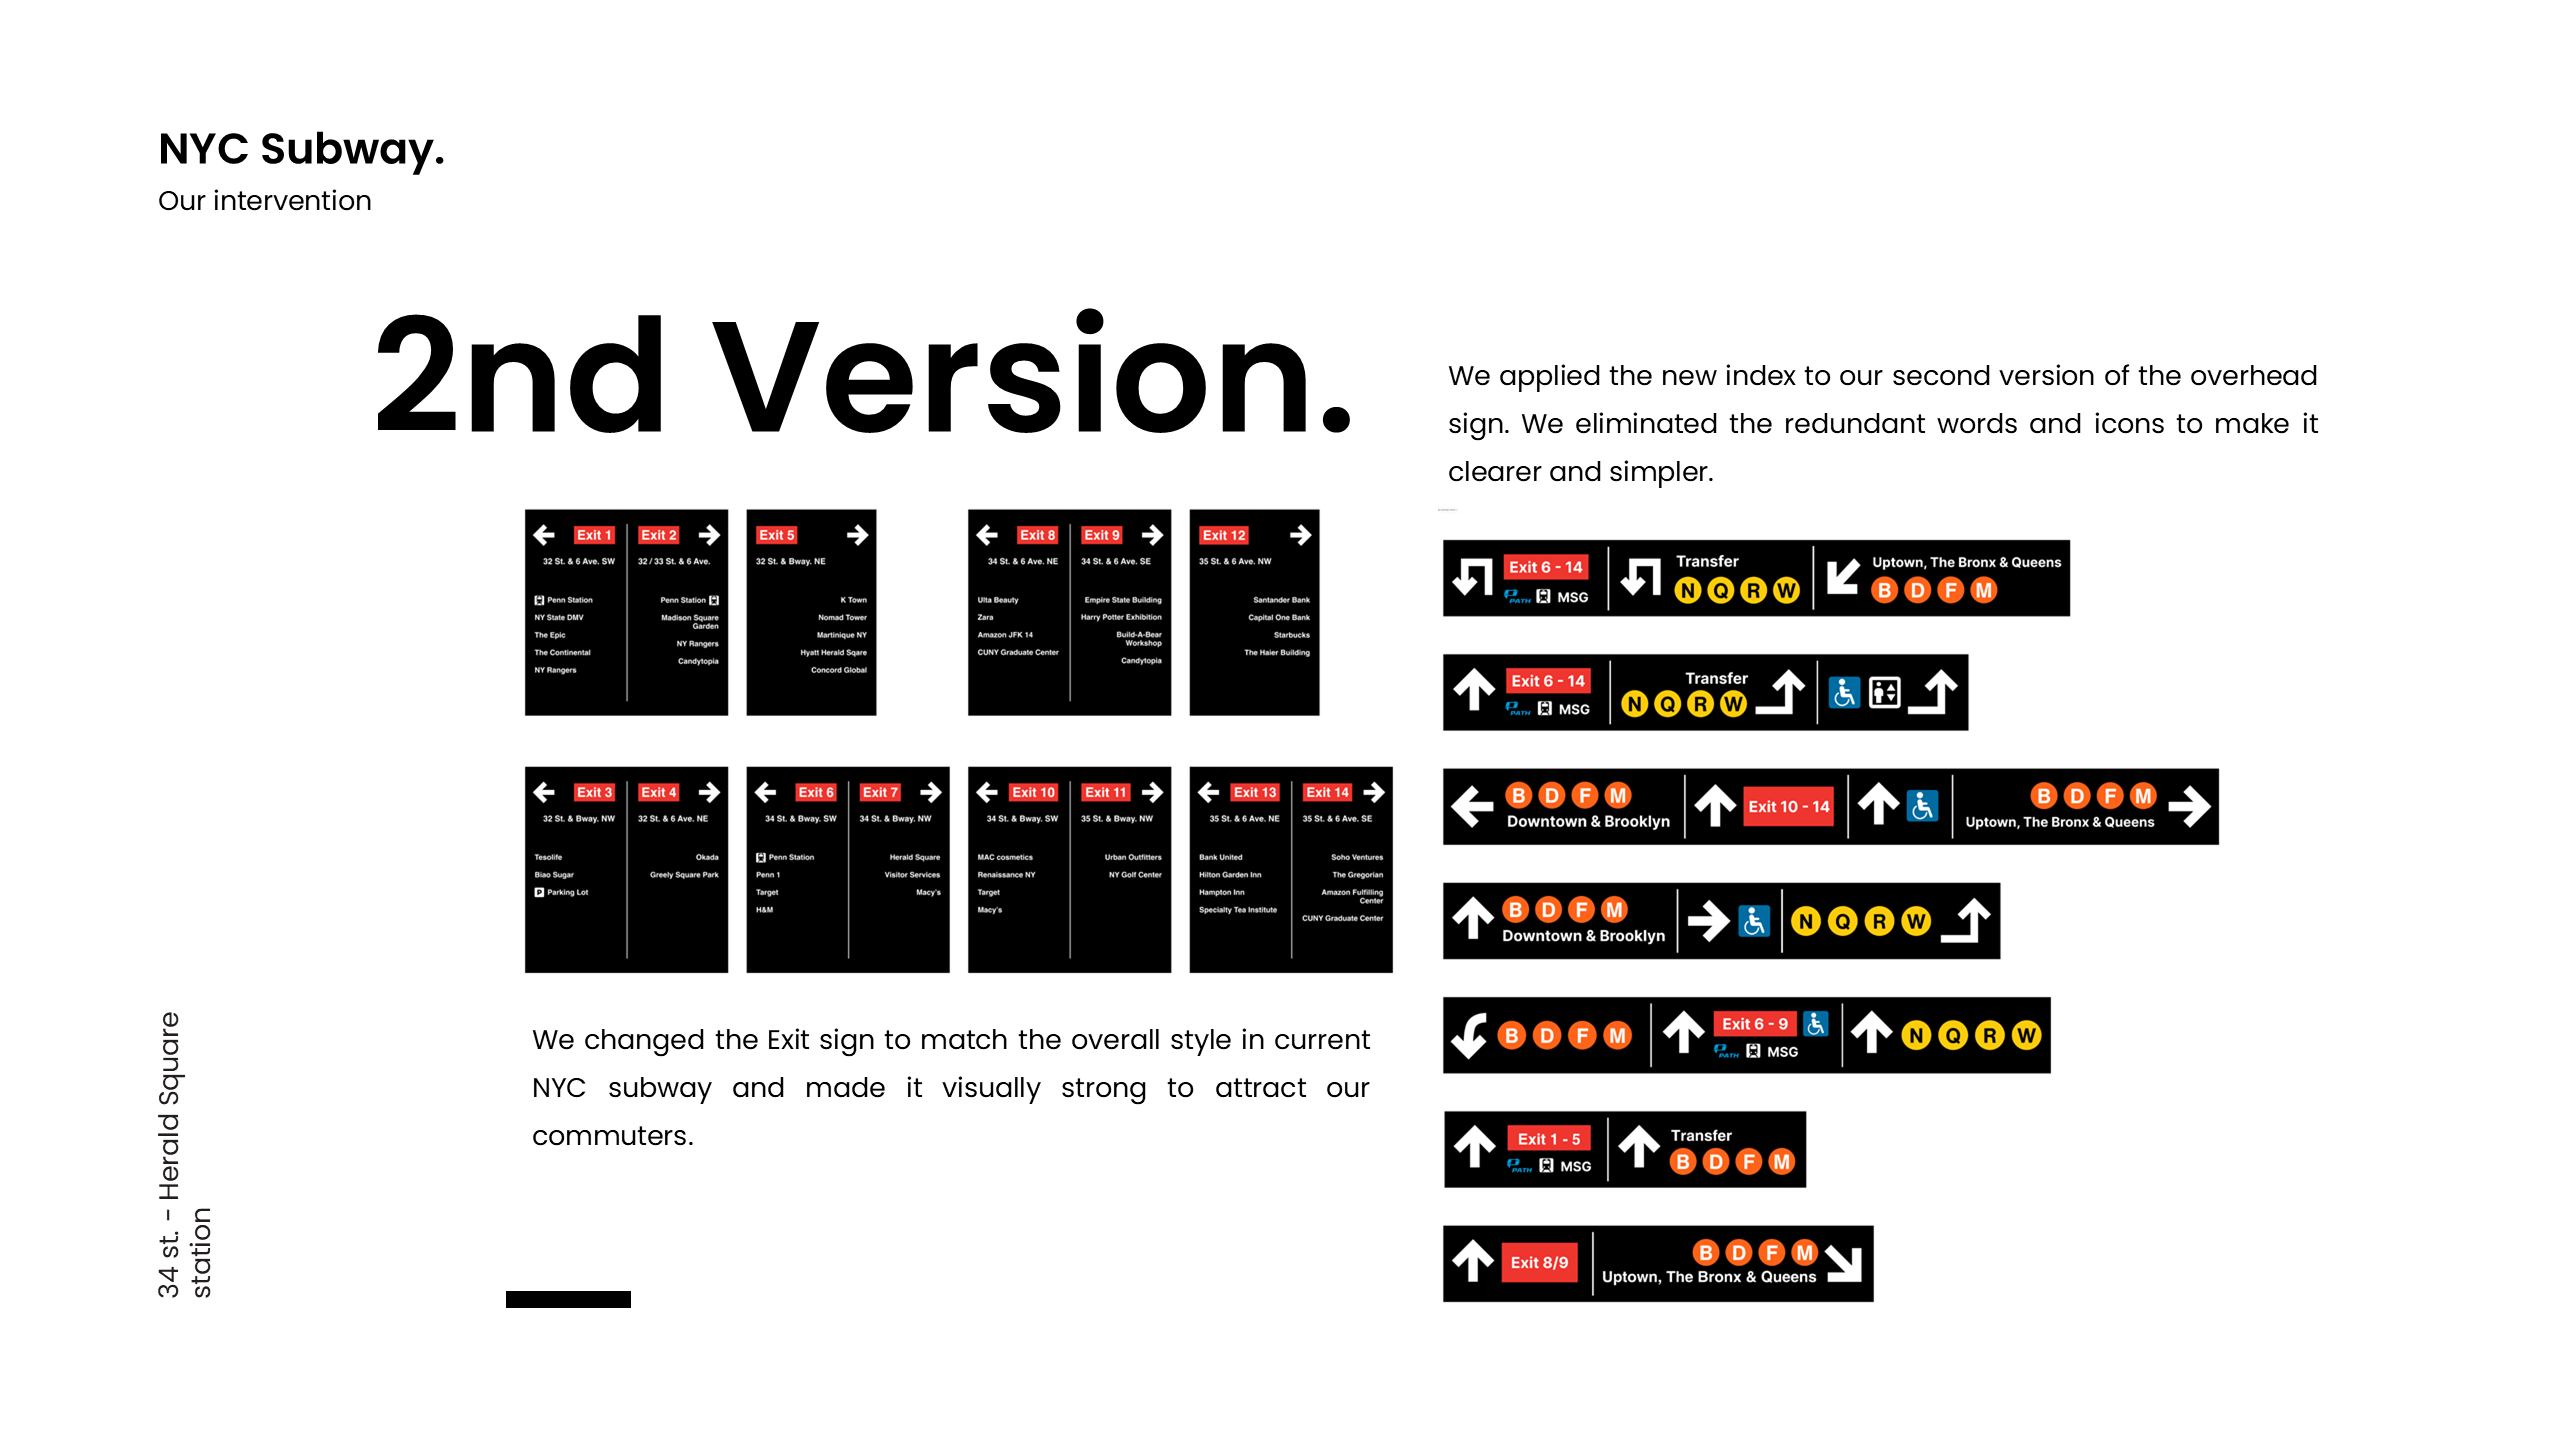 NYC Subway.
Our intervention
2nd Version.
We applied the new index to our second version of the overhead
sign. We eliminated the redundant words and icons to make it
clearer and simpler.
Exit 1 Exit 2
32 St. & 6 Ave. SW 32 / 33 St. & 6 Ave.
Penn Station Penn Station
NY State DMV Madison Square
Garden
The Epic NY Rangers
The Continental Candytopia
NY Rangers
Exit 5
32 St. & Bway. NE
K Town
Nomad Tower
Martinique NY
Hyatt Herald Sqare
Concord Global
Exit 8 Exit 9
34 St. & 6 Ave. NE 34 St. & 6 Ave. SE
Ulta Beauty Empire State Building
Zara Harry Potter Exhibition
Amazon JFK 14 Build-A-Bear
Workshop
CUNY Graduate Center Candytopia
Exit 12
35 St. & 6 Ave. NW
Santander Bank
Capital One Bank
Starbucks
The Haier Building
Exit 3 Exit 4
32 St. & Bway. NW 32 St. & 6 Ave. NE
Tesolife Okada
Biao Sugar Greely Square Park
P Parking Lot
Exit 6 Exit 7
34 St. & Bway. SW 34 St. & Bway. NW
Penn Station Herald Square
Penn 1 Visitor Services
Target Macy's
H&M
Exit 10 Exit 11
34 St. & Bway. SW 35 St. & Bway. NW
MAC cosmetics Urban Outfitters
Renaissance NY NY Golf Center
Target
Macy's
Exit 13 Exit 14
35 St. & 6 Ave. NE 35 St. & 6 Ave. SE
Bank United Soho Ventures
Hilton Garden Inn The Gregorian
Hampton Inn Amazon Fulfilling
Center
Specialty Tea Institute CUNY Graduate Center
We changed the Exit sign to match the overall style in current
NYC subway and made it visually strong to attract our
commuters.
Exit 6 - 14 Transfer Uptown, The Bronx & Queens
PATH MSG N Q R W B D F M
Exit 6 - 14 Transfer
PATH MSG N Q R W
B D F M Exit 10 - 14 B D F M
Downtown & Brooklyn Uptown, The Bronx & Queens
B D F M N Q R W
Downtown & Brooklyn
B D F M Exit 6 - 9 N Q R W
PATH MSG
Exit 1 - 5 Transfer
PATH MSG B D F M
Exit 8/9 B D F M
Uptown, The Bronx & Queens
34 st. - Herald Square
station